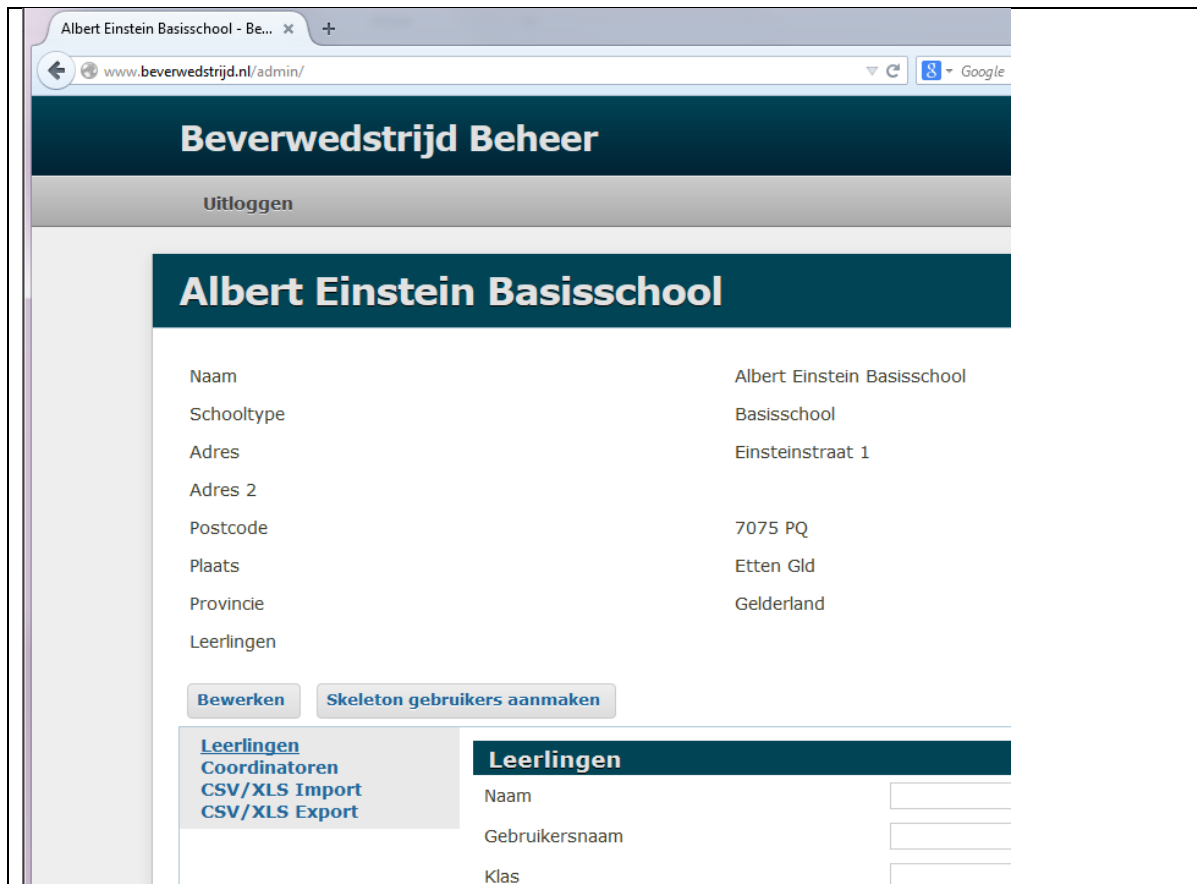 Albert Einstein Basisschool - Be... × +
www.beverwedstrijd.nl/admin/ 8 Google
Beverwedstrijd Beheer
Uitloggen
Albert Einstein Basisschool
Naam Albert Einstein Basisschool
Schooltype Basisschool
Adres Einsteinstraat 1
Adres 2
Postcode 7075 PQ
Plaats Etten Gld
Provincie Gelderland
Leerlingen
Bewerken Skeleton gebruikers aanmaken
Leerlingen
Coordinatoren
CSV/XLS Import
CSV/XLS Export
Leerlingen
Naam
Gebruikersnaam
Klas